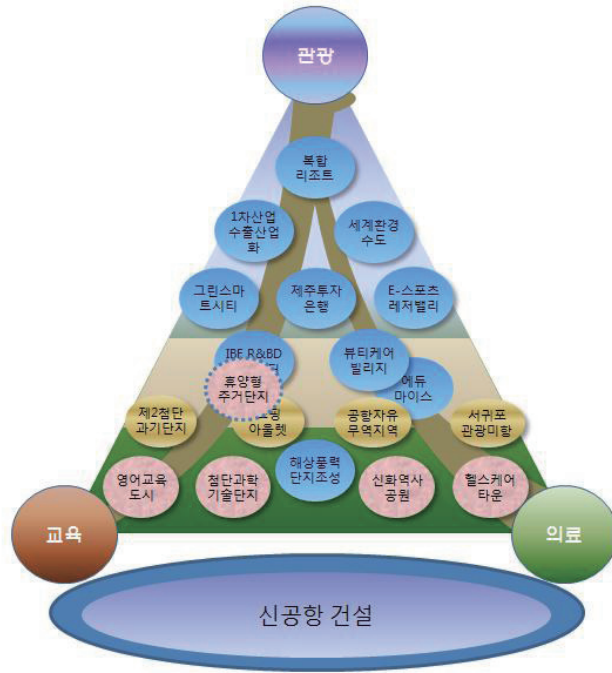 관광
복합
리조트
1차산업
수출산업
화
세계환경
수도
그린스마
트시티
제주투자
은행
E-스포츠
레저밸리
IBE R&BD
뷰티케어
빌리지
휴양형
주거단지
에듀
마이스
제2첨단
과기단지
아울렛
공항자유
무역지역
서귀포
관광미항
영어교육
도시
첨단과학
기술단지
해상풍력
단지조성
신화역사
공원
헬스케어
타운
교육
의료
신공항 건설